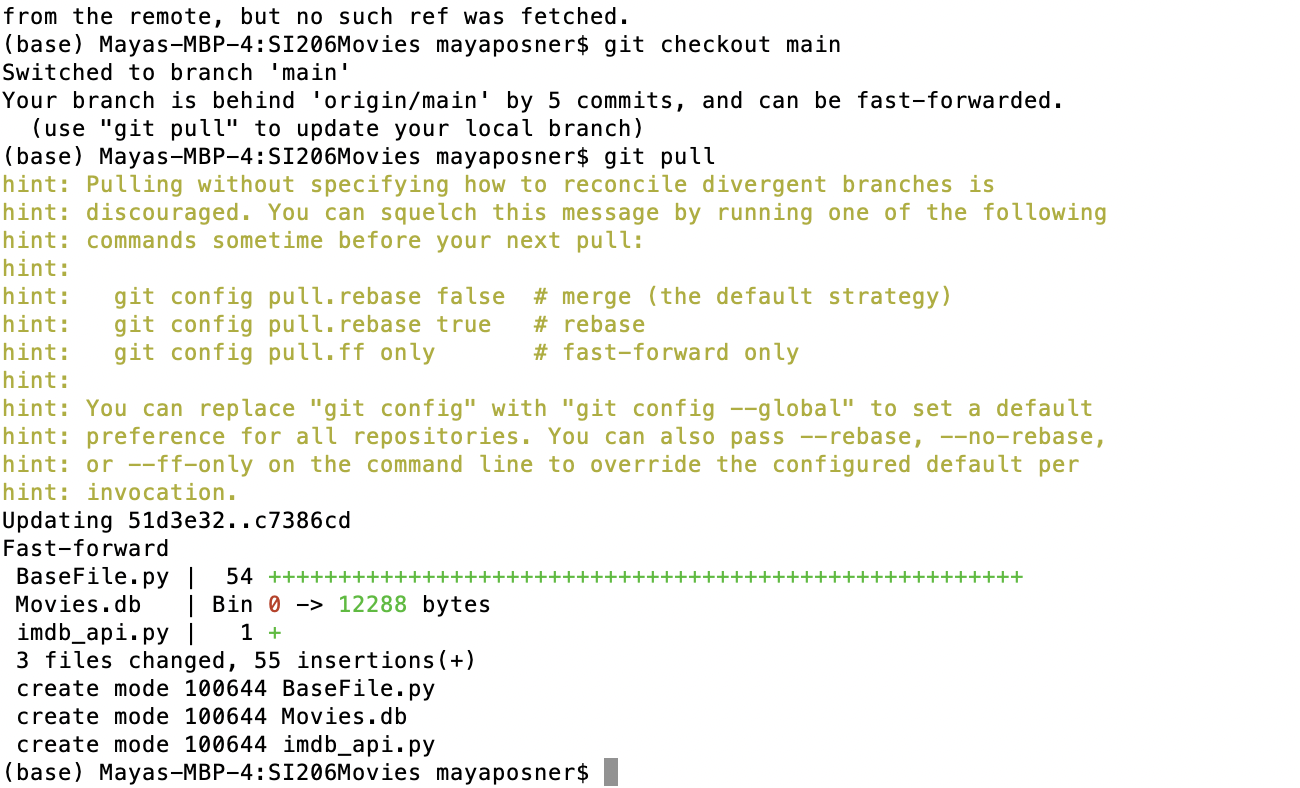 from the remote, but no such ref was fetched.
(base) Mayas-MBP-4:SI206Movies mayaposner$ git checkout main
Switched to branch 'main'
Your branch is behind 'origin/main' by 5 commits, and can be fast-forwarded.
  (use "git pull" to update your local branch)
(base) Mayas-MBP-4:SI206Movies mayaposner$ git pull
hint: Pulling without specifying how to reconcile divergent branches is
hint: discouraged. You can squelch this message by running one of the following
hint: commands sometime before your next pull:
hint:
hint:   git config pull.rebase false  # merge (the default strategy)
hint:   git config pull.rebase true   # rebase
hint:   git config pull.ff only       # fast-forward only
hint:
hint: You can replace "git config" with "git config --global" to set a default
hint: preference for all repositories. You can also pass --rebase, --no-rebase,
hint: or --ff-only on the command line to override the configured default per
hint: invocation.
Updating 51d3e32..c7386cd
Fast-forward
 BaseFile.py |  54 ++++++++++++++++++++++++++++++++++++++++++++++++++++++
 Movies.db   | Bin 0 -> 12288 bytes
 imdb_api.py |   1 +
 3 files changed, 55 insertions(+)
 create mode 100644 BaseFile.py
 create mode 100644 Movies.db
 create mode 100644 imdb_api.py
(base) Mayas-MBP-4:SI206Movies mayaposner$